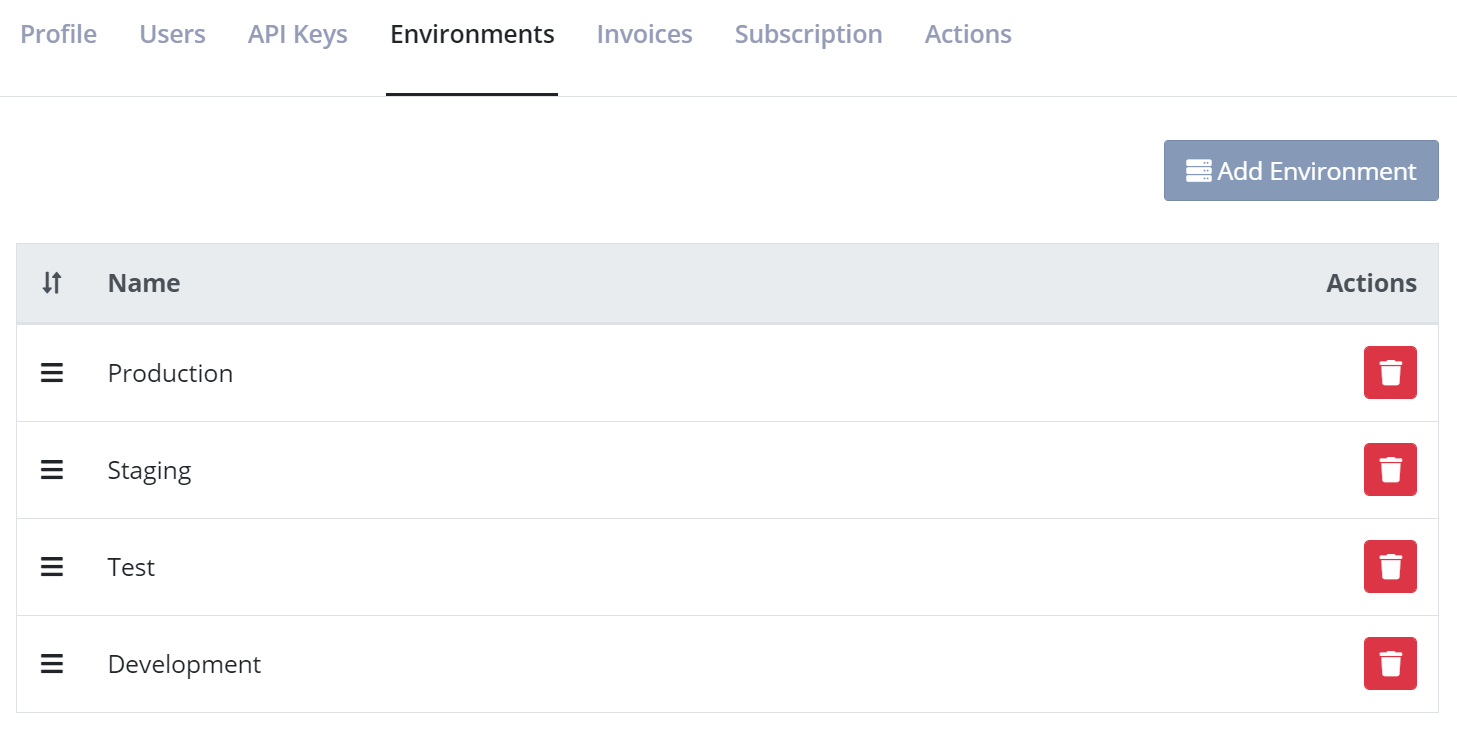 Profile Users API Keys Environments Invoices Subscription Actions
Add Environment
Name Actions
Production
Staging
Test
Development